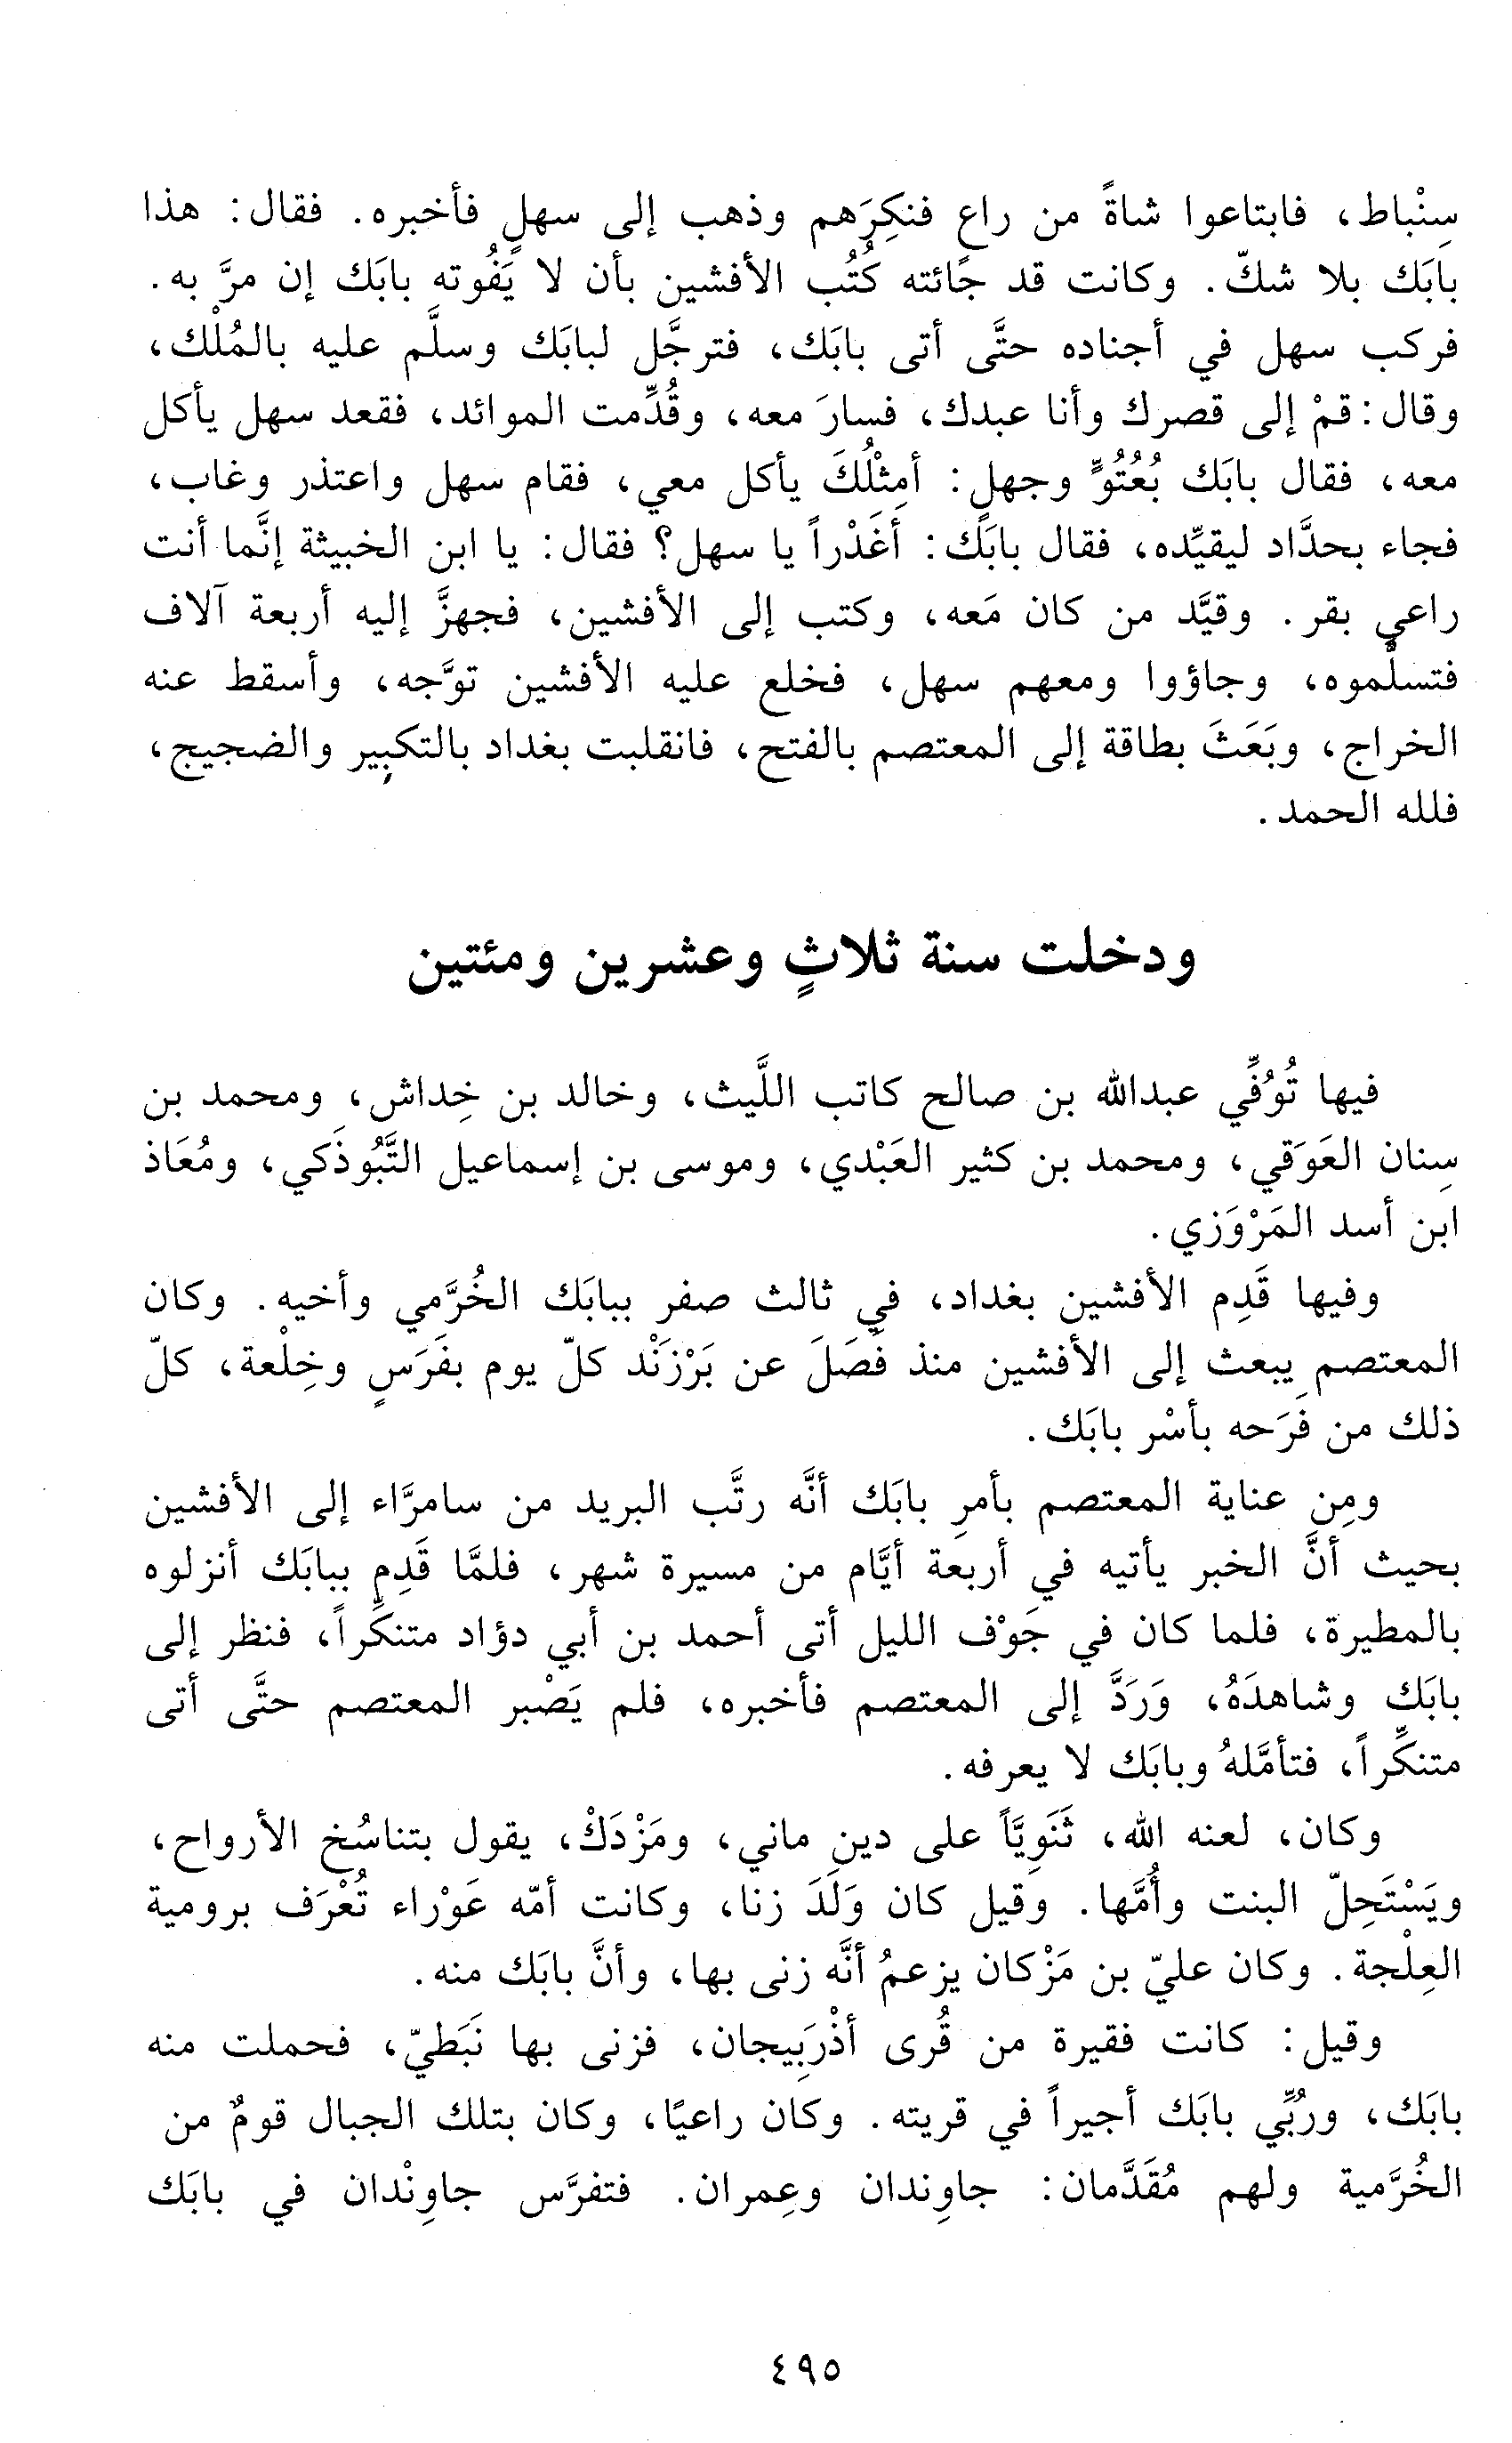 سِنْباط، فابتاعوا شاةً من راعٍ فنكِرَهم وذهب إلى سهلٍ فأخبره. فقال: هذا
بابَك بلا شكّ. وكانت قد جَائته كُتُب الأفشين بأن لا يَفُوته بابَك إن مرَّ به.
فركب سهل في أجناده حتَّى أتى بابَك، فترجَّل لبابَك وسلَّم عليه بالمُلْك،
وقال: قمْ إلى قصرك وأنا عبدك، فسارَ معه، وقُدِّمت الموائد، فقعد سهل يأكل
معه، فقال بابَك بُعُتُوٍّ وجهلٍ: أمِثْلُكَ يأكل معي، فقام سهل واعتذر وغاب،
فجاء بحدَّاد ليقيِّده، فقال بابَك: أَغَدْراً يا سهل؟ فقال: يا ابن الخبيثة إنَّما أنت
راعي بقر. وقيَّد من كان مَعه، وكتب إلى الأفشين، فجهزَّ إليه أربعة آلاف
فتسلَّموه، وجاؤوا ومعهم سهل، فخلع عليه الأفشين توَّجه، وأسقط عنه
الخراج، وبَعَثَ بطاقة إلى المعتصم بالفتح، فانقلبت بغداد بالتكبِير والضجيج،
فلله الحمد.
ودخلت سنة ثلاثٍ وعشرين ومئتين
فيها تُوُفِّي عبدالله بن صالح كاتب اللَّيث، وخالد بن خِداش، ومحمد بن
سِنان العَوَقي، ومحمد بن كثير العَبْدي، وموسى بن إسماعيل التَّبُوذَكي، ومُعَاذ
ابن أسد المَرْوَزي.
وفيها قَدِم الأفشين بغداد، في ثالث صفر ببابَك الخُرَّمي وأخيه. وكان
المعتصم يبعث إلى الأفشين منذ فَصَلَ عن بَرْزَنْد كلّ يوم بفَرَسٍ وخِلْعة، كلّ
ذلك من فَرَحه بأسْر بابَك.
ومِن عناية المعتصم بأمرِ بابَك أنَّه رتَّب البريد من سامرَّاء إلى الأفشين
بحيث أنَّ الخبر يأتيه في أربعة أيَّام من مسيرة شهر، فلمَّا قَدِم ببابَك أنزلوه
بالمطيرة، فلما كان في جَوْف الليل أتى أحمد بن أبي دؤاد متنكِّراً، فنظر إلى
بابَك وشاهدَهُ، وَرَدَّ إلى المعتصم فأخبره، فلم يَصْبر المعتصم حتَّى أتى
متنكِّراً، فتأمَّلهُ وبابَك لا يعرفه.
وكان، لعنه الله، ثَنَوِيَّاً على دين ماني، ومَزْدَكْ، يقول بتناسُخ الأرواح،
ويَسْتَحِلّ البنت وأُمَّها. وقيل كان وَلَدَ زنا، وكانت أمّه عَوْراء تُعْرَف برومية
العِلْجة. وكان عليّ بن مَزْكان يزعمُ أنَّه زنى بها، وأنَّ بابَك منه.
وقيل: كانت فقيرة من قُرى أذْرَبِيجان، فزنى بها نَبَطيّ، فحملت منه
بابَك، ورُبِّي بابَك أجيراً في قريته. وكان راعيًا، وكان بتلك الجبال قومٌ من
الخُرَّمية ولهم مُقَدَّمان: جاوِندان وعِمران. فتفرَّس جاوِنْدان في بابَك
٤٩٥